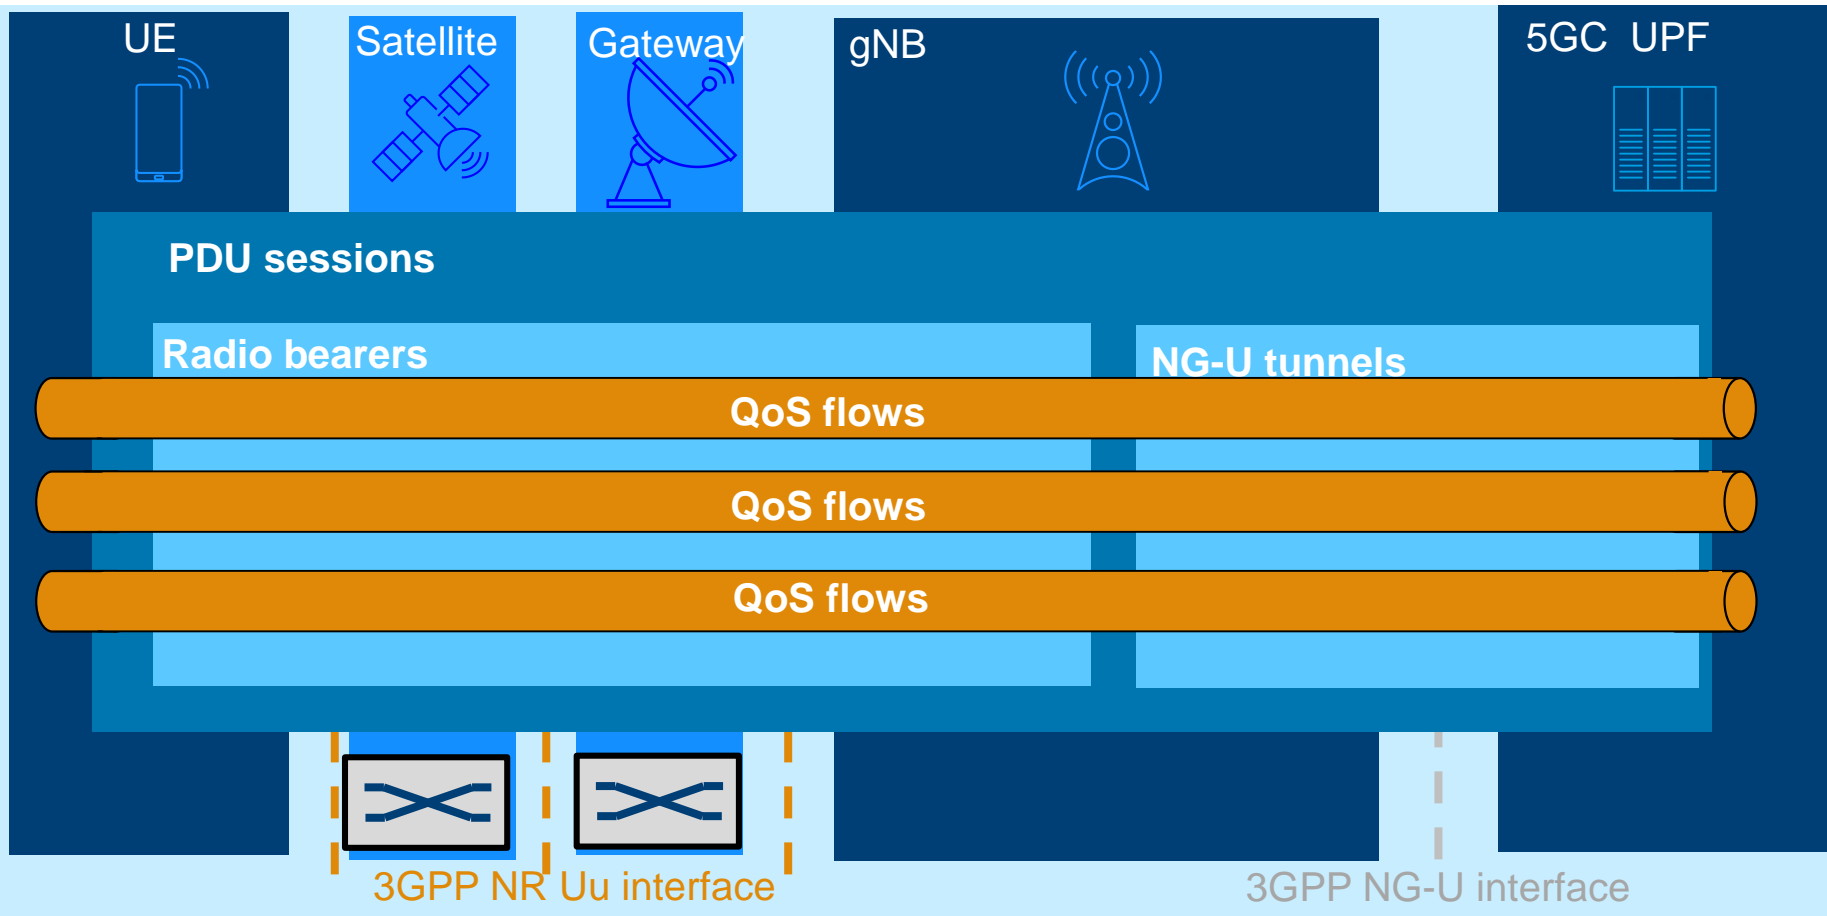 UE
Satellite
Gateway
gNB
5GC UPF
PDU sessions
Radio bearers
NG-U tunnels
QoS flows
QoS flows
QoS flows
3GPP NR Uu interface
3GPP NG-U interface